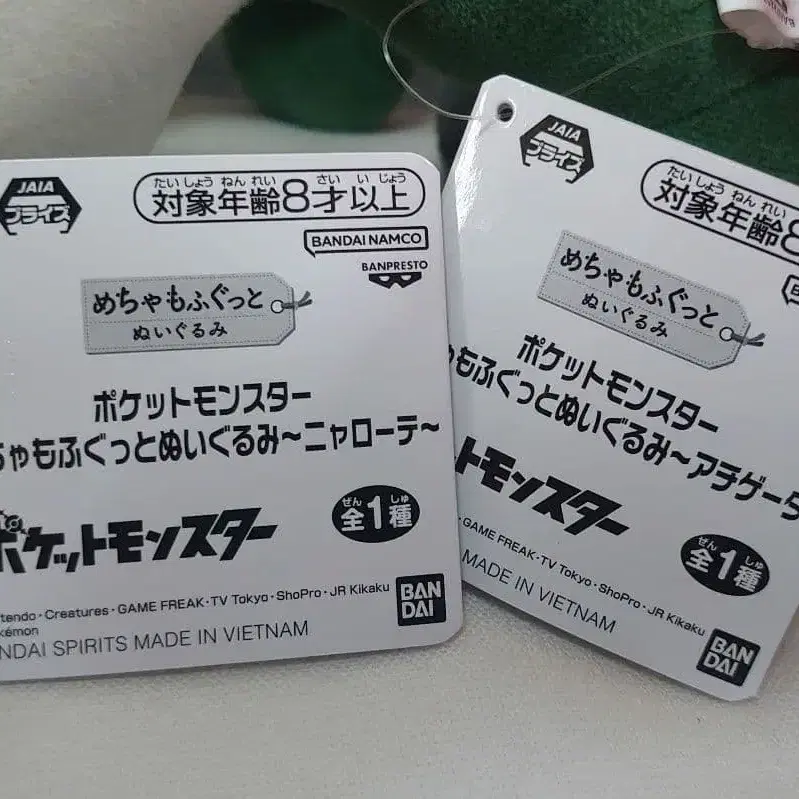 JAIA
プライズ
たいしょうねんれい さい いじょう
対象年齢8才以上
BANDAI NAMCO
BANPRESTO
めちゃもふぐっと
ぬいぐるみ
ポケットモンスター
ちゃもふぐっとぬいぐるみ~ニャローテ~
ポケットモンスター
ぜん しゅ
全1種
ntendo・Creatures・GAME FREAK・TV Tokyo・ShoPro・JR Kikaku
okémon
NDAI SPIRITS MADE IN VIETNAM
BAN
DAI
JAIA
プライズ
たいしょうねんれい
対象年齢8
めちゃもふぐっと
ぬいぐるみ
ポケットモンスター
ゃもふぐっとぬいぐるみ~アチゲータ
トモンスター
ぜん しゅ
全1種
・GAME FREAK・TV Tokyo・ShoPro・JR Kikaku
MADE IN VIETNAM
BAN
DAI